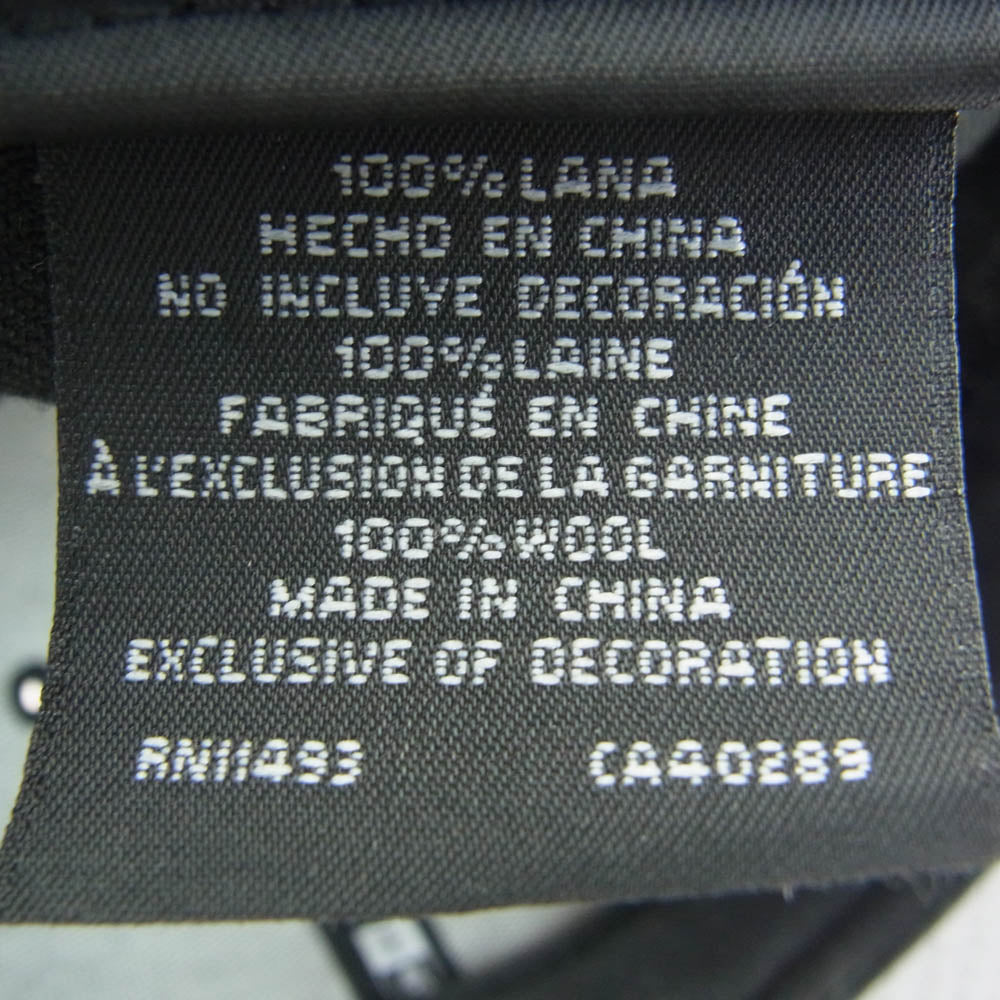 100% LANA
HECHO EN CHINA
NO INCLUYE DECORACIÓN
100% LAINE
FABRIQUÉ EN CHINE
À L'EXCLUSION DE LA GARNITURE
100% WOOL
MADE IN CHINA
EXCLUSIVE OF DECORATION
RN11493 CA40289